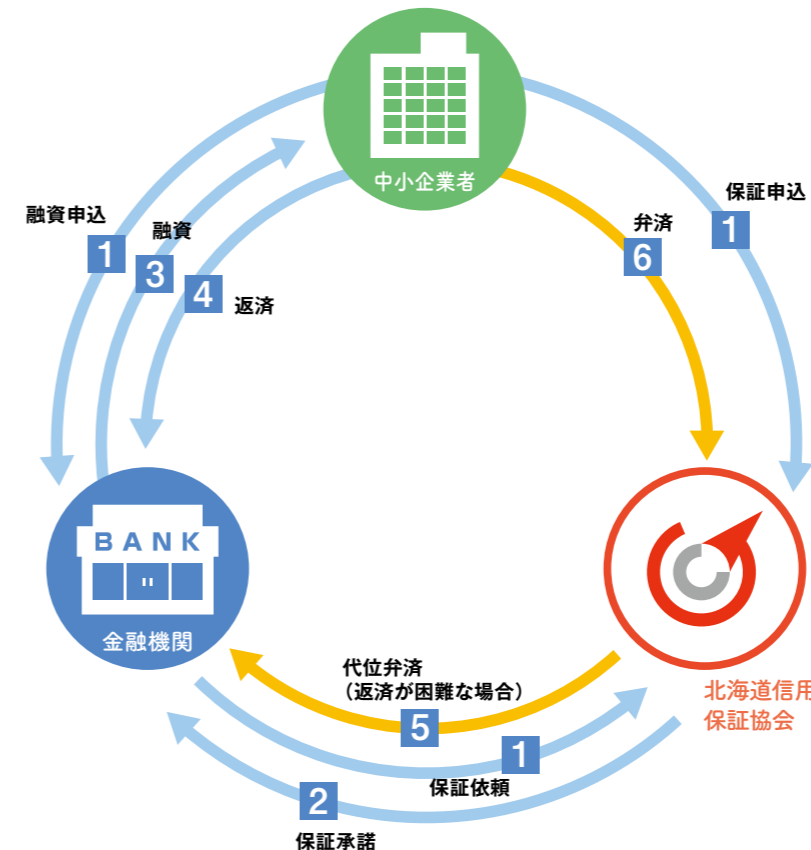 中小企業者
融資申込
1
融資
3
4
返済
弁済
6
保証申込
1
BANK
金融機関
北海道信用
保証協会
代位弁済
（返済が困難な場合）
5
1
保証依頼
2
保証承諾